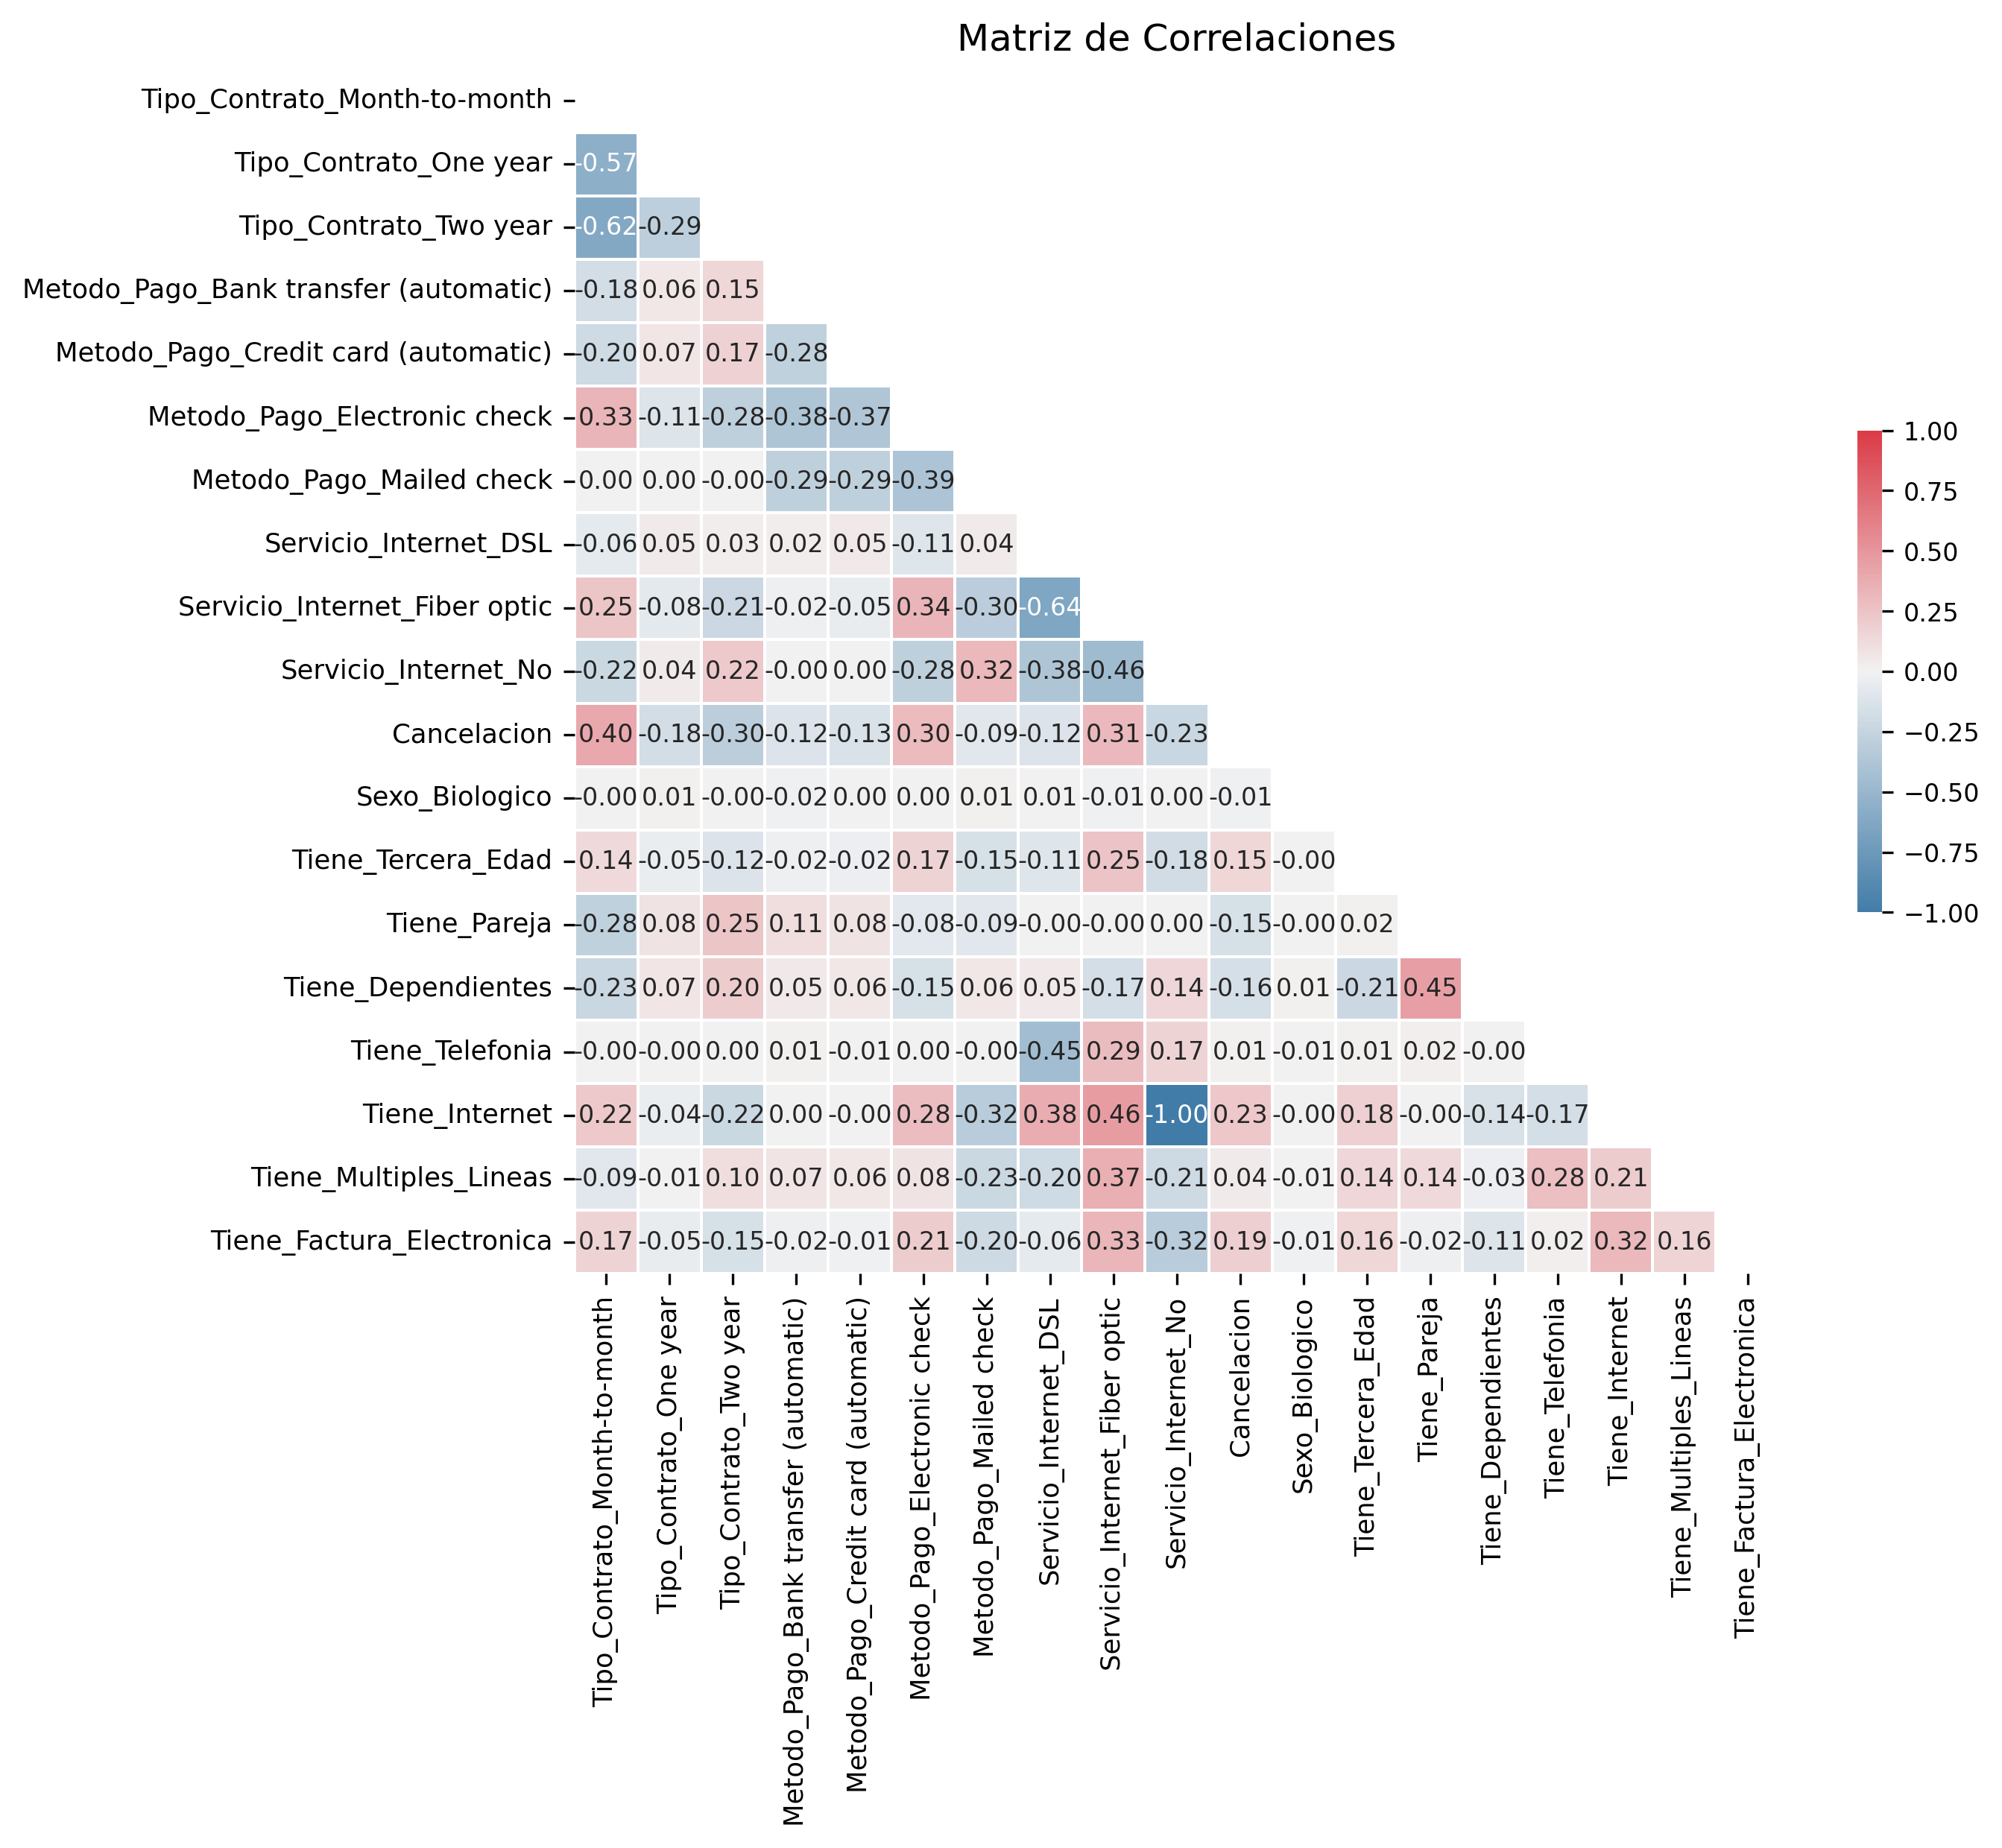 Matriz de Correlaciones
Tipo_Contrato_Month-to-month
Tipo_Contrato_One year -0.57
Tipo_Contrato_Two year -0.62 -0.29
Metodo_Pago_Bank transfer (automatic) -0.18 0.06 0.15
Metodo_Pago_Credit card (automatic) -0.20 0.07 0.17 -0.28
Metodo_Pago_Electronic check 0.33 -0.11 -0.28 -0.38 -0.37
Metodo_Pago_Mailed check 0.00 0.00 -0.00 -0.29 -0.29 -0.39
Servicio_Internet_DSL -0.06 0.05 0.03 0.02 0.05 -0.11 0.04
Servicio_Internet_Fiber optic 0.25 -0.08 -0.21 -0.02 -0.05 0.34 -0.30 -0.64
Servicio_Internet_No -0.22 0.04 0.22 -0.00 0.00 -0.28 0.32 -0.38 -0.46
Cancelacion 0.40 -0.18 -0.30 -0.12 -0.13 0.30 -0.09 -0.12 0.31 -0.23
Sexo_Biologico -0.00 0.01 -0.00 -0.02 0.00 0.00 0.01 0.01 -0.01 0.00 -0.01
Tiene_Tercera_Edad 0.14 -0.05 -0.12 -0.02 -0.02 0.17 -0.15 -0.11 0.25 -0.18 0.15 -0.00
Tiene_Pareja -0.28 0.08 0.25 0.11 0.08 -0.08 -0.09 -0.00 -0.00 0.00 -0.15 -0.00 0.02
Tiene_Dependientes -0.23 0.07 0.20 0.05 0.06 -0.15 0.06 0.05 -0.17 0.14 -0.16 0.01 -0.21 0.45
Tiene_Telefonia -0.00 -0.00 0.00 0.01 -0.01 0.00 -0.00 -0.45 0.29 0.17 0.01 -0.01 0.01 0.02 -0.00
Tiene_Internet 0.22 -0.04 -0.22 0.00 -0.00 0.28 -0.32 0.38 0.46 -1.00 0.23 -0.00 0.18 -0.00 -0.14 -0.17
Tiene_Multiples_Lineas -0.09 -0.01 0.10 0.07 0.06 0.08 -0.23 -0.20 0.37 -0.21 0.04 -0.01 0.14 0.14 -0.03 0.28 0.21
Tiene_Factura_Electronica 0.17 -0.05 -0.15 -0.02 -0.01 0.21 -0.20 -0.06 0.33 -0.32 0.19 -0.01 0.16 -0.02 -0.11 0.02 0.32 0.16
Tipo_Contrato_Month-to-month
Tipo_Contrato_One year
Tipo_Contrato_Two year
Metodo_Pago_Bank transfer (automatic)
Metodo_Pago_Credit card (automatic)
Metodo_Pago_Electronic check
Metodo_Pago_Mailed check
Servicio_Internet_DSL
Servicio_Internet_Fiber optic
Servicio_Internet_No
Cancelacion
Sexo_Biologico
Tiene_Tercera_Edad
Tiene_Pareja
Tiene_Dependientes
Tiene_Telefonia
Tiene_Internet
Tiene_Multiples_Lineas
Tiene_Factura_Electronica
1.00
0.75
0.50
0.25
0.00
−0.25
−0.50
−0.75
−1.00